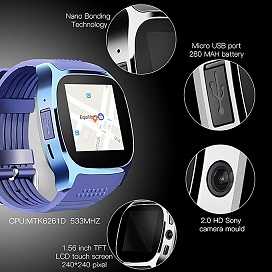 Nano Bonding
Technology
Micro USB port
260 MAH battery
CPU:MTK6261D 533MHZ
2.0 HD Sony
camera mould
1.56 inch TFT
LCD touch screen
240*240 pixel